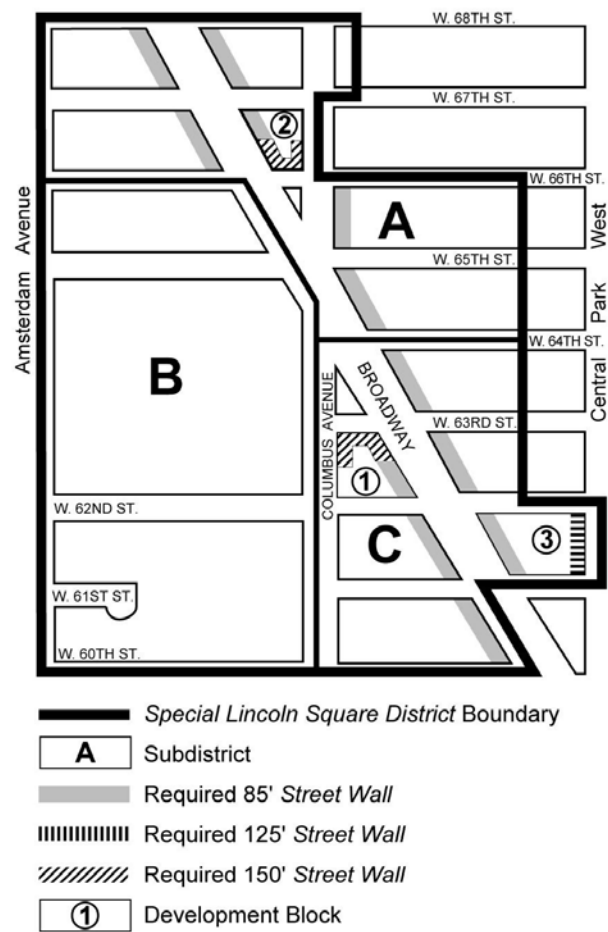 W. 68TH ST.
W. 67TH ST.
2
W. 66TH ST.
A
W. 65TH ST.
W. 64TH ST.
Amsterdam Avenue
Central Park West
B
BROADWAY
COLUMBUS AVENUE
W. 63RD ST.
1
W. 62ND ST.
C
3
W. 61ST ST.
W. 60TH ST.
Special Lincoln Square District Boundary
A Subdistrict
Required 85' Street Wall
Required 125' Street Wall
Required 150' Street Wall
1 Development Block